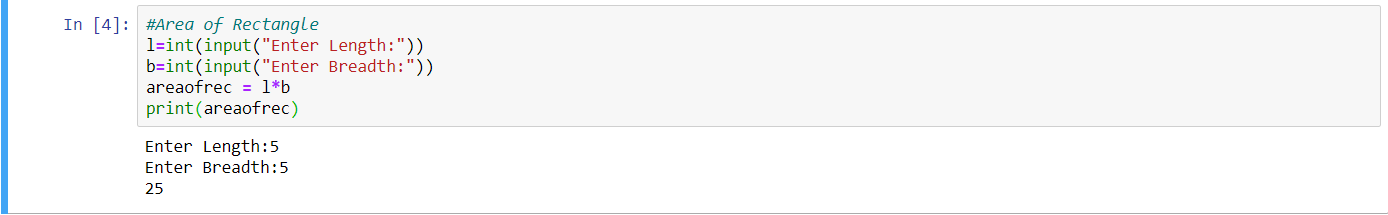 In [4]: #Area of Rectangle
l=int(input("Enter Length:"))
b=int(input("Enter Breadth:"))
areaofrec = l*b
print(areaofrec)
Enter Length:5
Enter Breadth:5
25